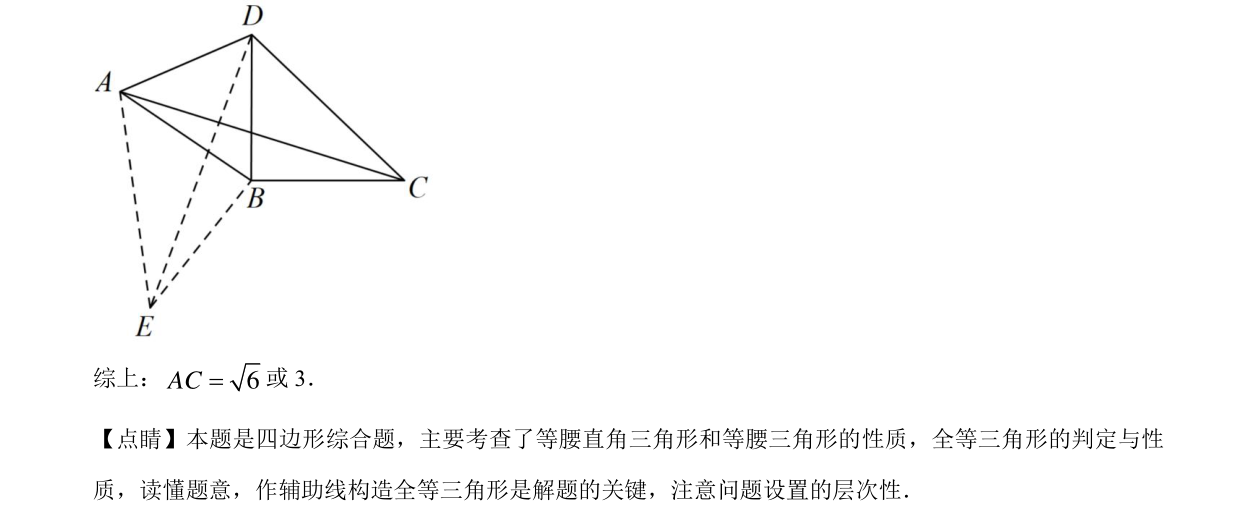 D
A
B
C
E
综上：AC = √6 或 3．
【点睛】本题是四边形综合题，主要考查了等腰直角三角形和等腰三角形的性质，全等三角形的判定与性
质，读懂题意，作辅助线构造全等三角形是解题的关键，注意问题设置的层次性．